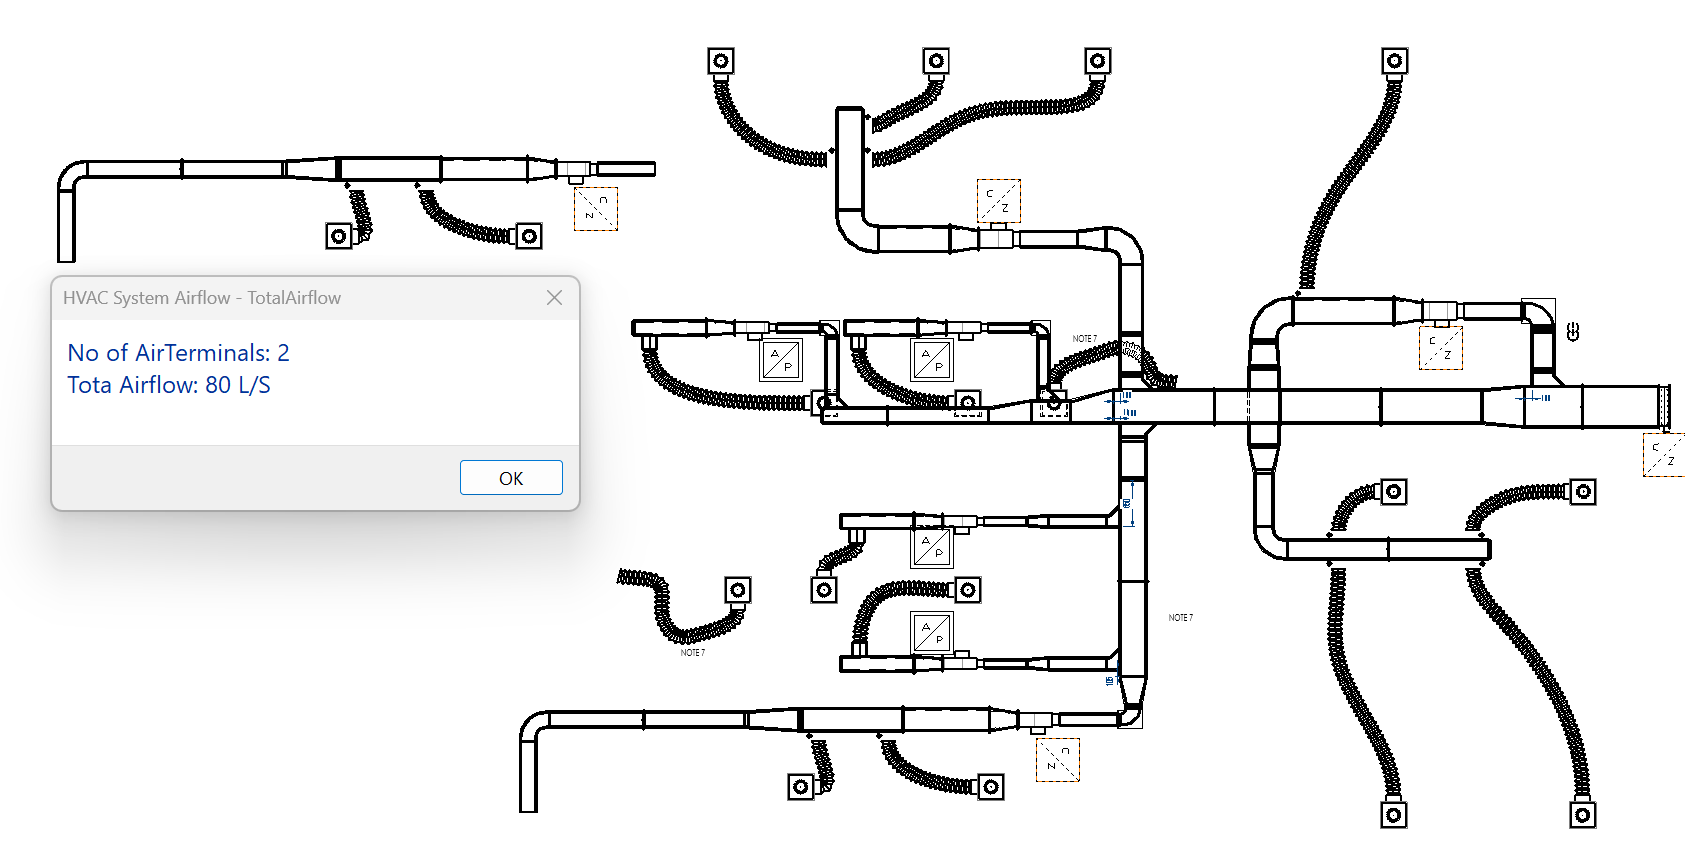 HVAC System Airflow - TotalAirflow
No of AirTerminals: 2
Tota Airflow: 80 L/S
OK
C
Z
C
Z
NOTE 7
A
P
A
P
C
Z
C
Z
A
P
A
P
NOTE 7
NOTE 7
C
Z